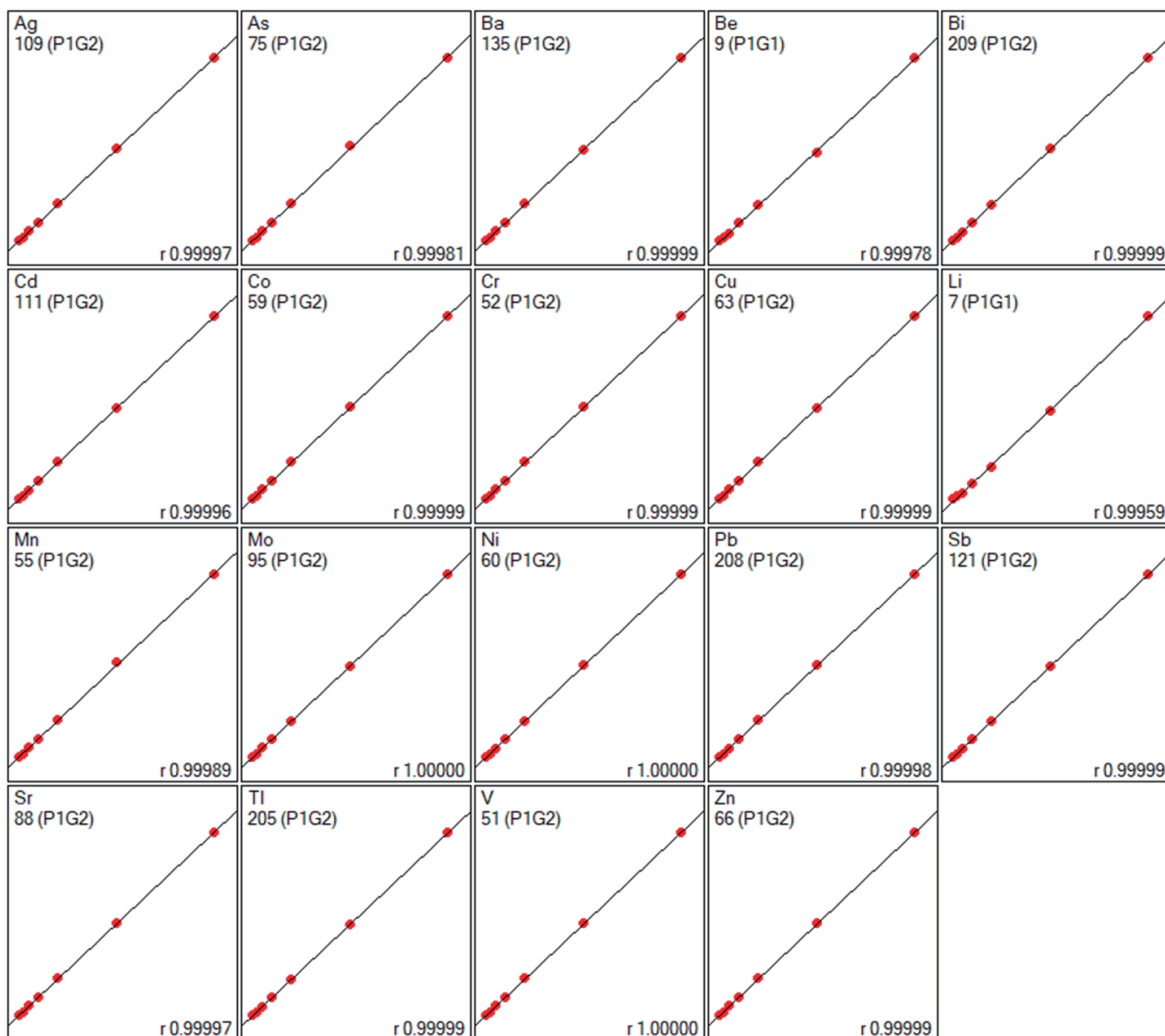 Ag
109 (P1G2)
r 0.99997
As
75 (P1G2)
r 0.99981
Ba
135 (P1G2)
r 0.99999
Be
9 (P1G1)
r 0.99978
Bi
209 (P1G2)
r 0.99999
Cd
111 (P1G2)
r 0.99996
Co
59 (P1G2)
r 0.99999
Cr
52 (P1G2)
r 0.99999
Cu
63 (P1G2)
r 0.99999
Li
7 (P1G1)
r 0.99959
Mn
55 (P1G2)
r 0.99989
Mo
95 (P1G2)
r 1.00000
Ni
60 (P1G2)
r 1.00000
Pb
208 (P1G2)
r 0.99998
Sb
121 (P1G2)
r 0.99999
Sr
88 (P1G2)
r 0.99997
Tl
205 (P1G2)
r 0.99999
V
51 (P1G2)
r 1.00000
Zn
66 (P1G2)
r 0.99999